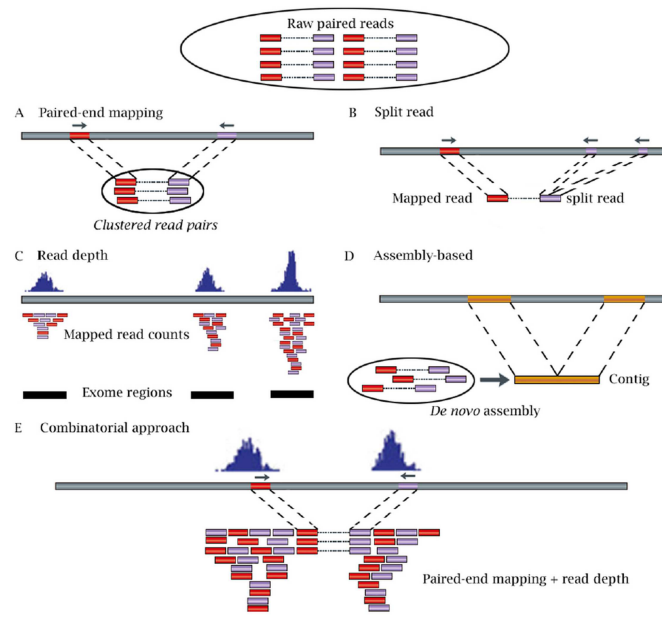 Raw paired reads
A Paired-end mapping
Clustered read pairs
B Split read
Mapped read
split read
C Read depth
Mapped read counts
Exome regions
D Assembly-based
Contig
De novo assembly
E Combinatorial approach
Paired-end mapping + read depth